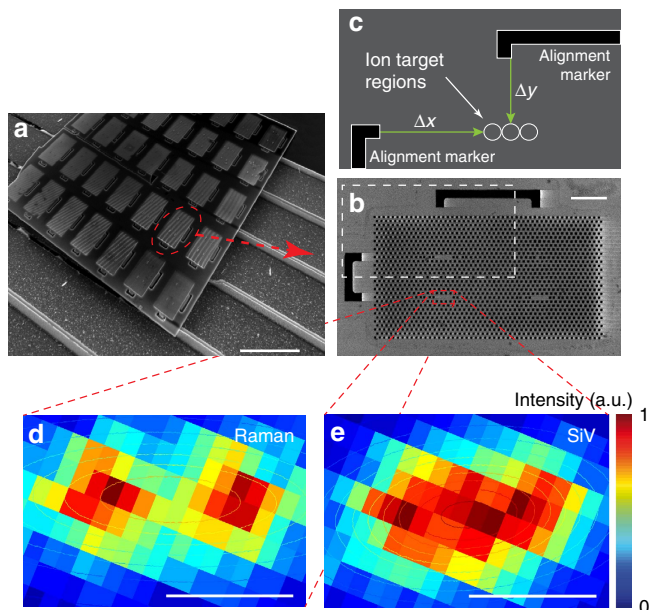 c
Ion target
regions
Alignment
marker
Δy
Δx
Alignment marker
a
b
Intensity (a.u.)
d
Raman
e
SiV
1
0